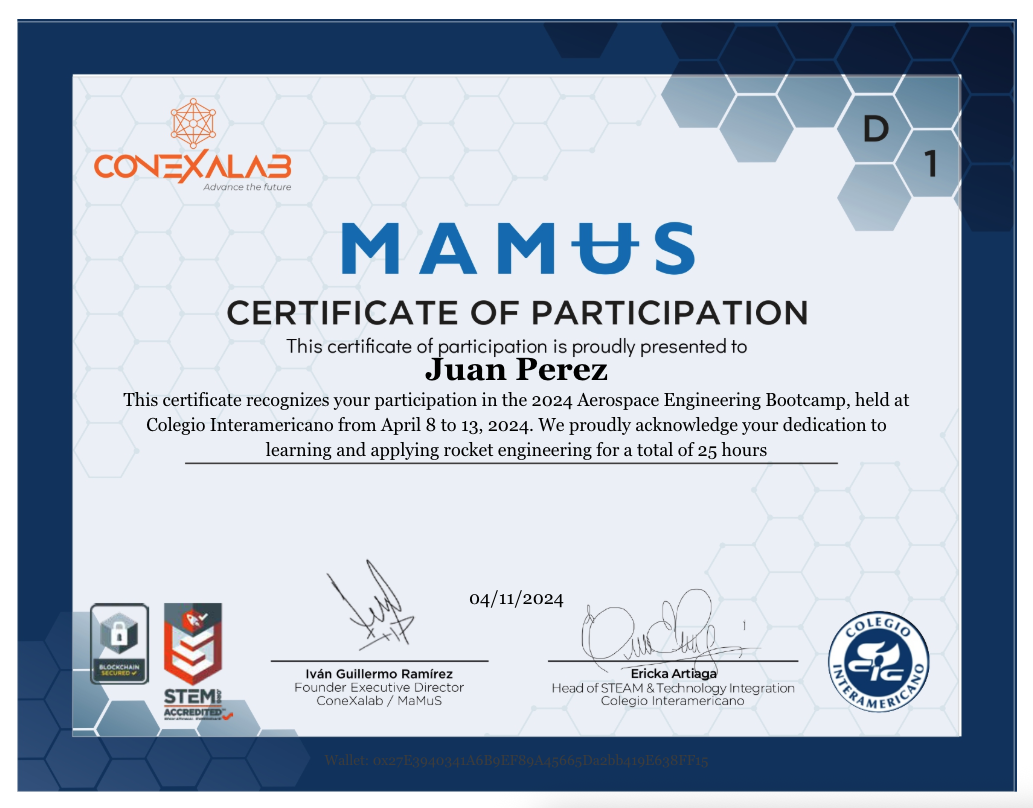 D
1
CONEXALAB
Advance the future
MAMUS
CERTIFICATE OF PARTICIPATION
This certificate of participation is proudly presented to
Juan Perez
This certificate recognizes your participation in the 2024 Aerospace Engineering Bootcamp, held at
Colegio Interamericano from April 8 to 13, 2024. We proudly acknowledge your dedication to
learning and applying rocket engineering for a total of 25 hours
04/11/2024
BLOCKCHAIN
SECURED
STEM
ACCREDITED
Iván Guillermo Ramírez
Founder Executive Director
ConeXalab / MaMuS
Ericka Artiaga
Head of STEAM & Technology Integration
Colegio Interamericano
COLEGIO
CIC
INTERAMERICANO
Wallet: 0x27E3940341A6B9EF89A45665Da2bb419E638FF15